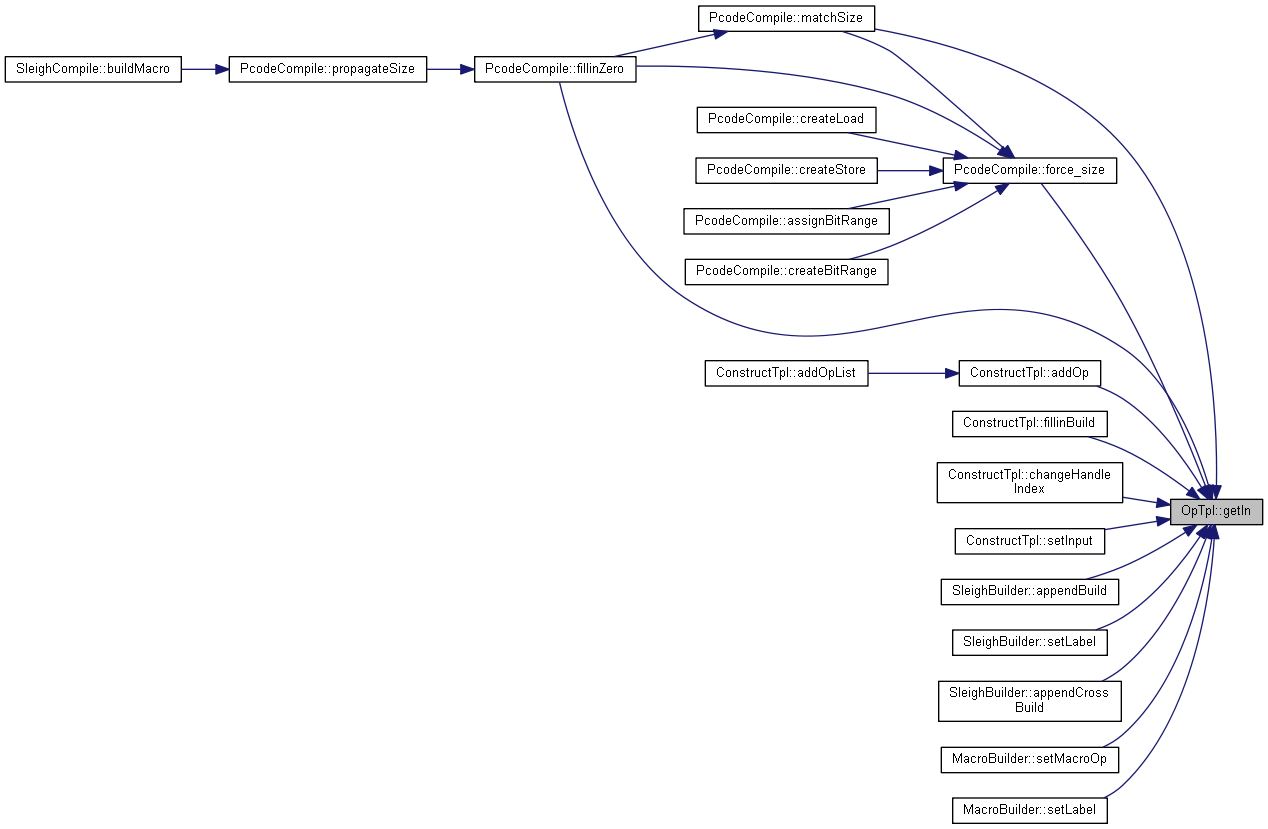 PcodeCompile::matchSize
SleighCompile::buildMacro
PcodeCompile::propagateSize
PcodeCompile::fillinZero
PcodeCompile::createLoad
PcodeCompile::createStore
PcodeCompile::force_size
PcodeCompile::assignBitRange
PcodeCompile::createBitRange
ConstructTpl::addOpList
ConstructTpl::addOp
ConstructTpl::fillinBuild
ConstructTpl::changeHandle
Index
OpTpl::getIn
ConstructTpl::setInput
SleighBuilder::appendBuild
SleighBuilder::setLabel
SleighBuilder::appendCross
Build
MacroBuilder::setMacroOp
MacroBuilder::setLabel